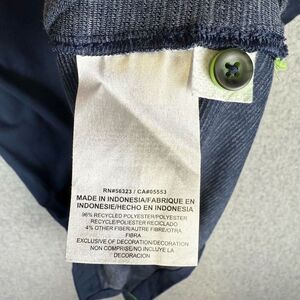 RN#56323 / CA#05553
MADE IN INDONESIA/FABRIQUE EN
INDONESIE/HECHO EN INDONESIA
96% RECYCLED POLYESTER/POLYESTER
RECYCLE/POLIESTER RECICLADO
4% OTHER FIBER/AUTRE FIBRE/OTRA
FIBRA
EXCLUSIVE OF DECORATION/DECORATION
NON COMPRISE/NO INCLUYE LA
DECORACION